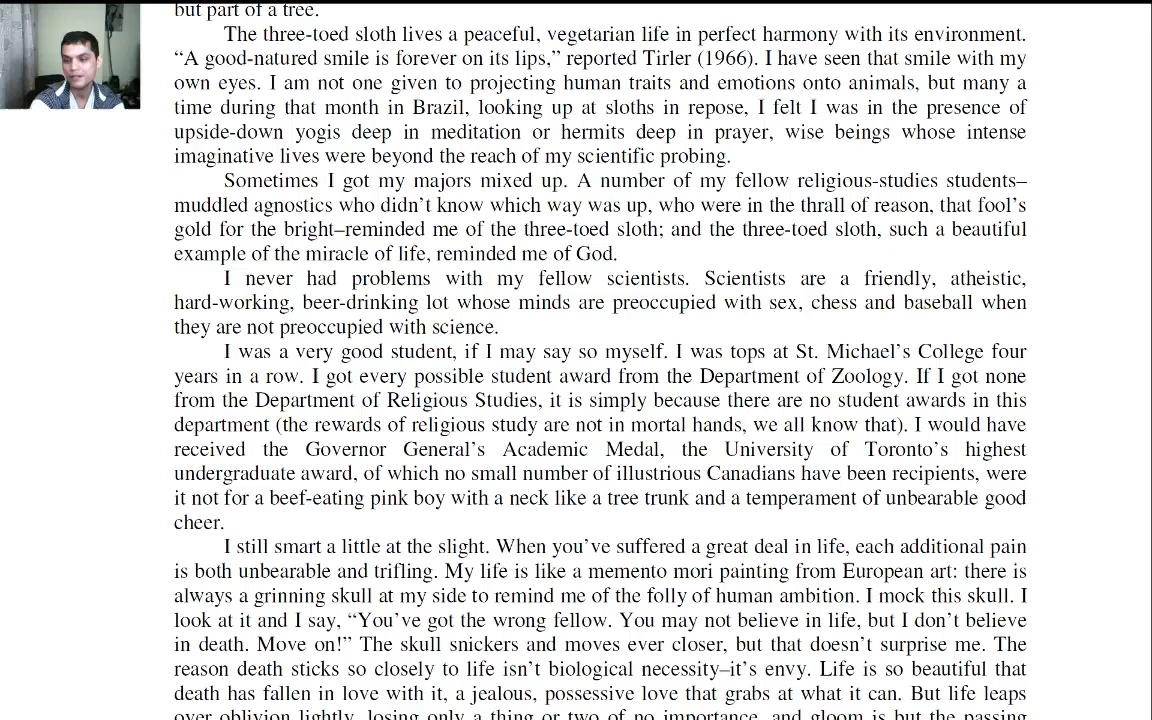 but part of a tree.
The three-toed sloth lives a peaceful, vegetarian life in perfect harmony with its environment.
“A good-natured smile is forever on its lips,” reported Tirler (1966). I have seen that smile with my
own eyes. I am not one given to projecting human traits and emotions onto animals, but many a
time during that month in Brazil, looking up at sloths in repose, I felt I was in the presence of
upside-down yogis deep in meditation or hermits deep in prayer, wise beings whose intense
imaginative lives were beyond the reach of my scientific probing.
Sometimes I got my majors mixed up. A number of my fellow religious-studies students–
muddled agnostics who didn’t know which way was up, who were in the thrall of reason, that fool’s
gold for the bright–reminded me of the three-toed sloth; and the three-toed sloth, such a beautiful
example of the miracle of life, reminded me of God.
I never had problems with my fellow scientists. Scientists are a friendly, atheistic,
hard-working, beer-drinking lot whose minds are preoccupied with sex, chess and baseball when
they are not preoccupied with science.
I was a very good student, if I may say so myself. I was tops at St. Michael’s College four
years in a row. I got every possible student award from the Department of Zoology. If I got none
from the Department of Religious Studies, it is simply because there are no student awards in this
department (the rewards of religious study are not in mortal hands, we all know that). I would have
received the Governor General’s Academic Medal, the University of Toronto’s highest
undergraduate award, of which no small number of illustrious Canadians have been recipients, were
it not for a beef-eating pink boy with a neck like a tree trunk and a temperament of unbearable good
cheer.
I still smart a little at the slight. When you’ve suffered a great deal in life, each additional pain
is both unbearable and trifling. My life is like a memento mori painting from European art: there is
always a grinning skull at my side to remind me of the folly of human ambition. I mock this skull. I
look at it and I say, “You’ve got the wrong fellow. You may not believe in life, but I don’t believe
in death. Move on!” The skull snickers and moves ever closer, but that doesn’t surprise me. The
reason death sticks so closely to life isn’t biological necessity–it’s envy. Life is so beautiful that
death has fallen in love with it, a jealous, possessive love that grabs at what it can. But life leaps
over oblivion lightly, losing only a thing or two of no importance, and gloom is but the passing